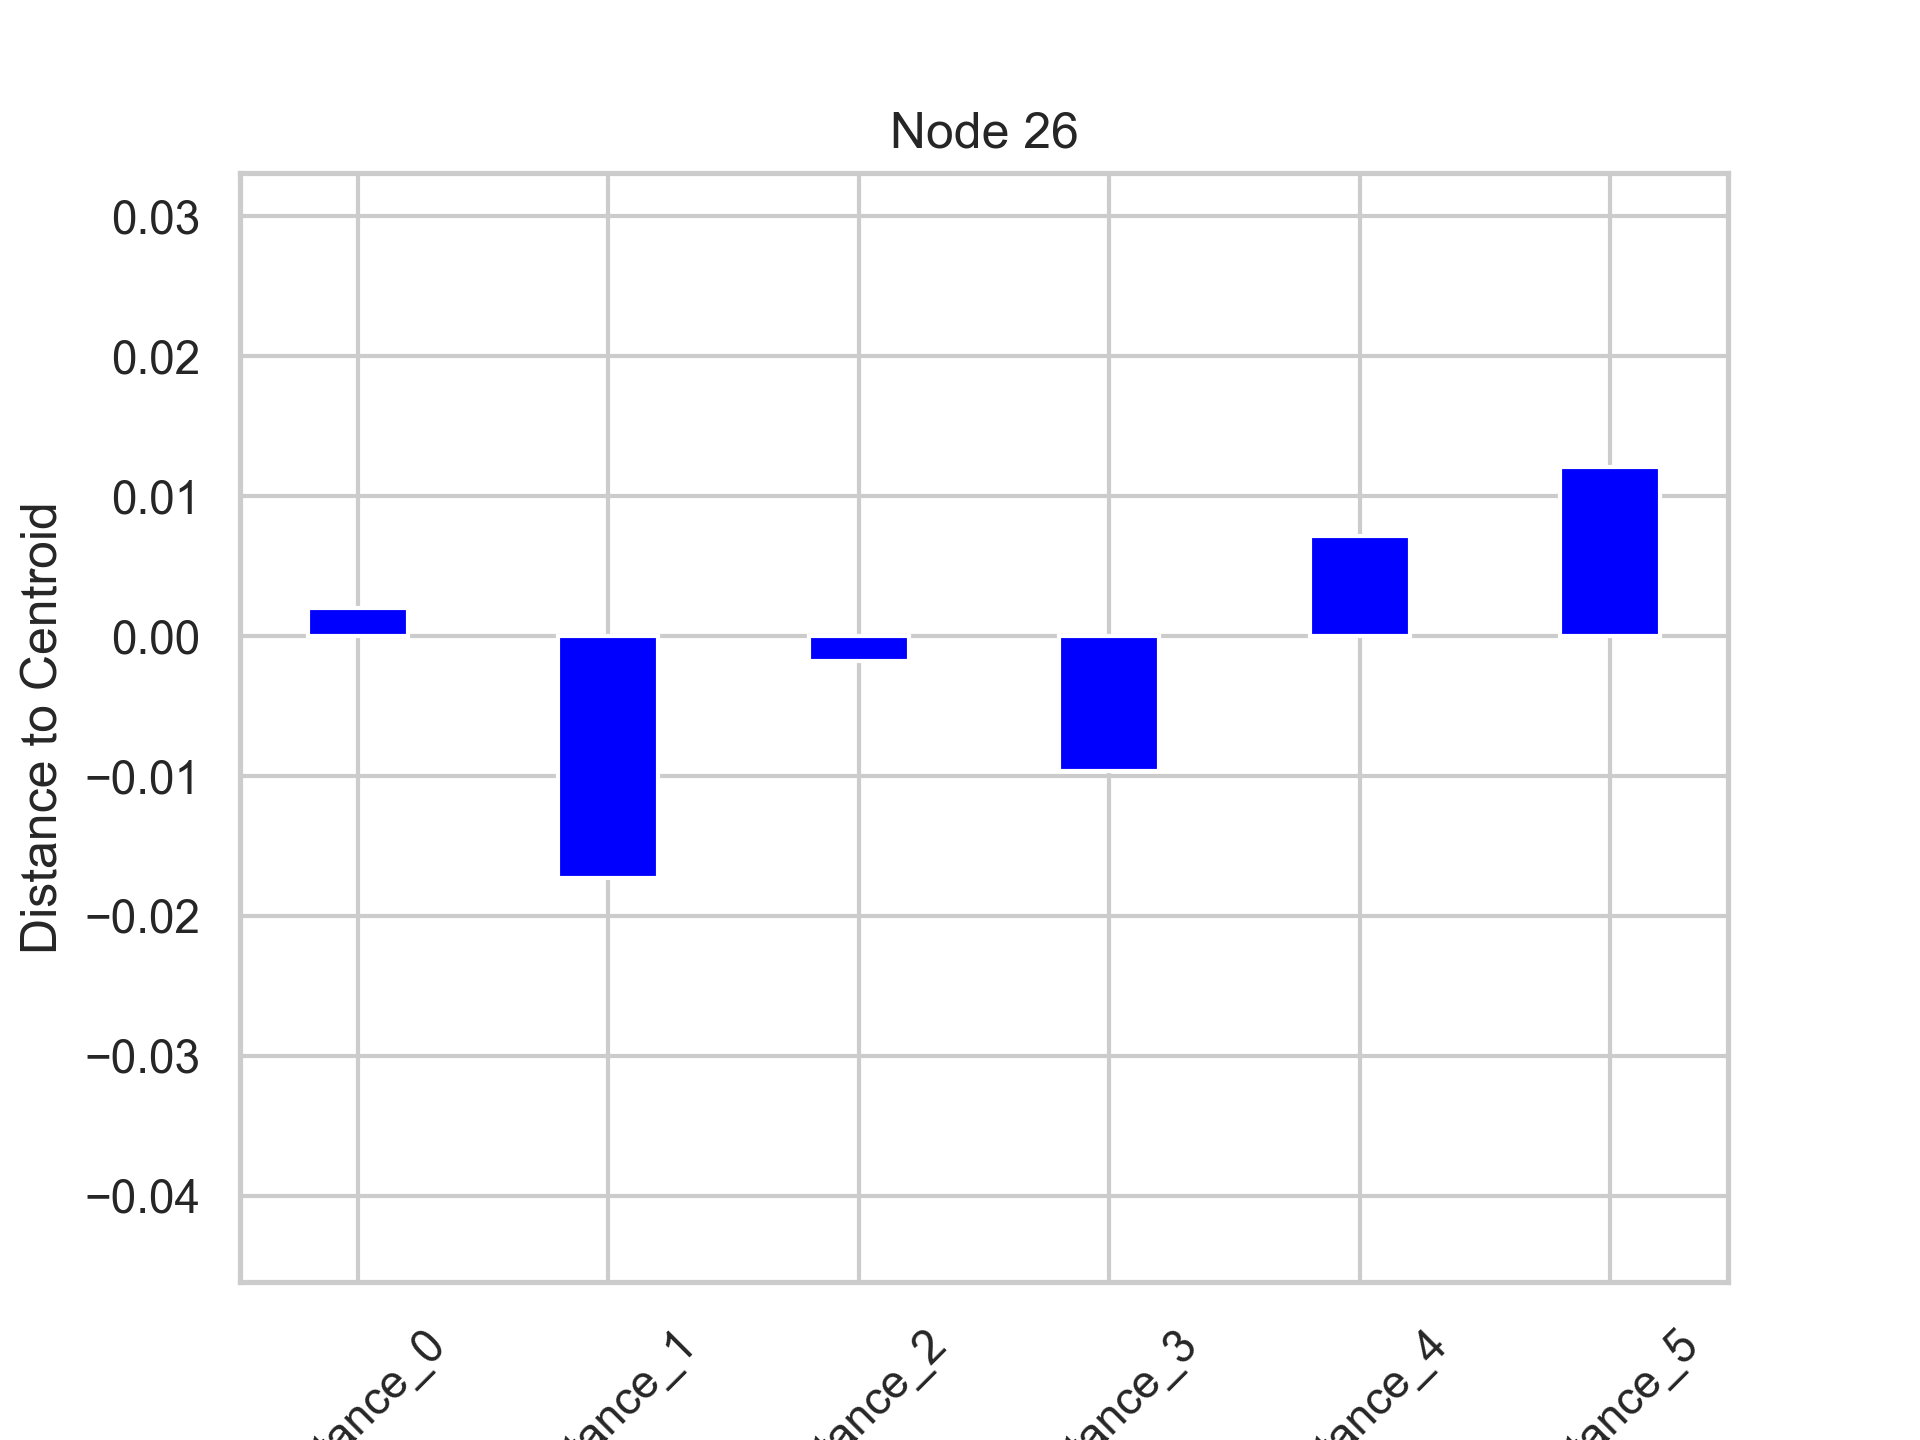 Node 26
0.03
0.02
0.01
0.00
−0.01
−0.02
−0.03
−0.04
Distance to Centroid
tance_0
tance_1
tance_2
tance_3
tance_4
tance_5